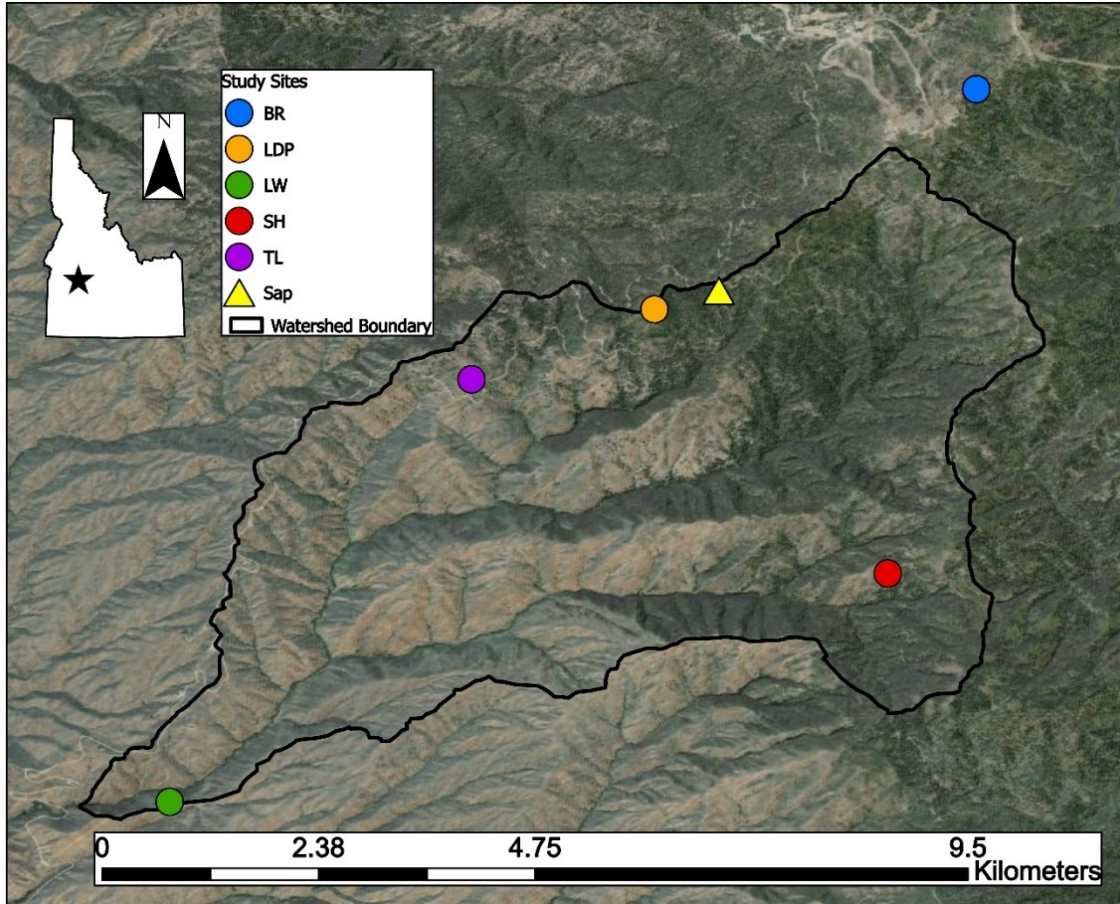 Study Sites
BR
LDP
LW
SH
TL
Sap
Watershed Boundary
N
0 2.38 4.75 9.5
Kilometers